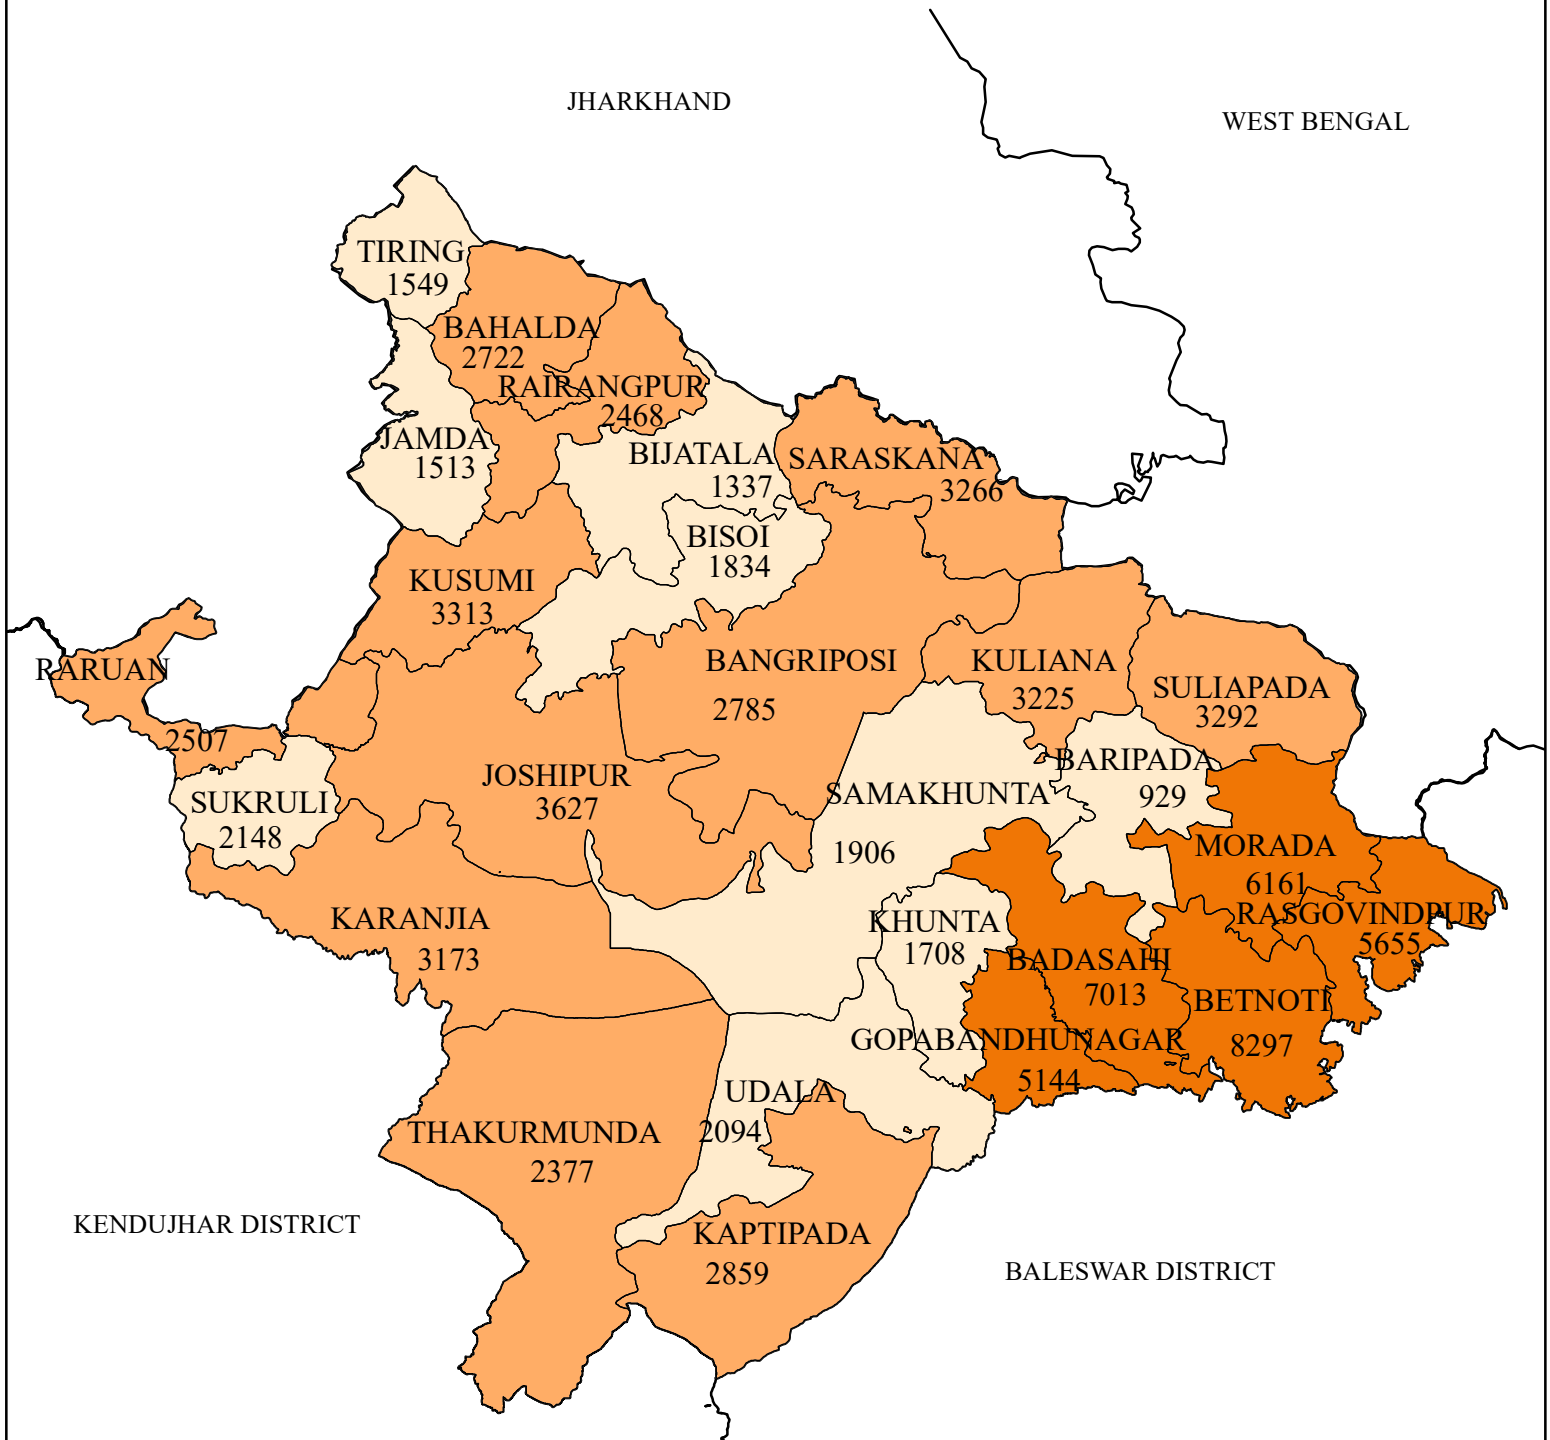 JHARKHAND
WEST BENGAL
TIRING
1549
BAHALDA
2722
RAIRANGPUR
2468
JAMDA
1513
BIJATALA
1337
SARASKANA
3266
BISOI
1834
KUSUMI
3313
RARUAN
2507
BANGRIPOSI
2785
KULIANA
3225
SULIAPADA
3292
SUKRULI
2148
JOSHIPUR
3627
SAMAKHUNTA
1906
BARIPADA
929
MORADA
6161
RASGOVINDPUR
5655
KARANJIA
3173
KHUNTA
1708
BADASAHI
7013
BETNOTI
8297
GOPABANDHUNAGAR
5144
UDALA
2094
THAKURMUNDA
2377
KAPTIPADA
2859
KENDUJHAR DISTRICT
BALESWAR DISTRICT